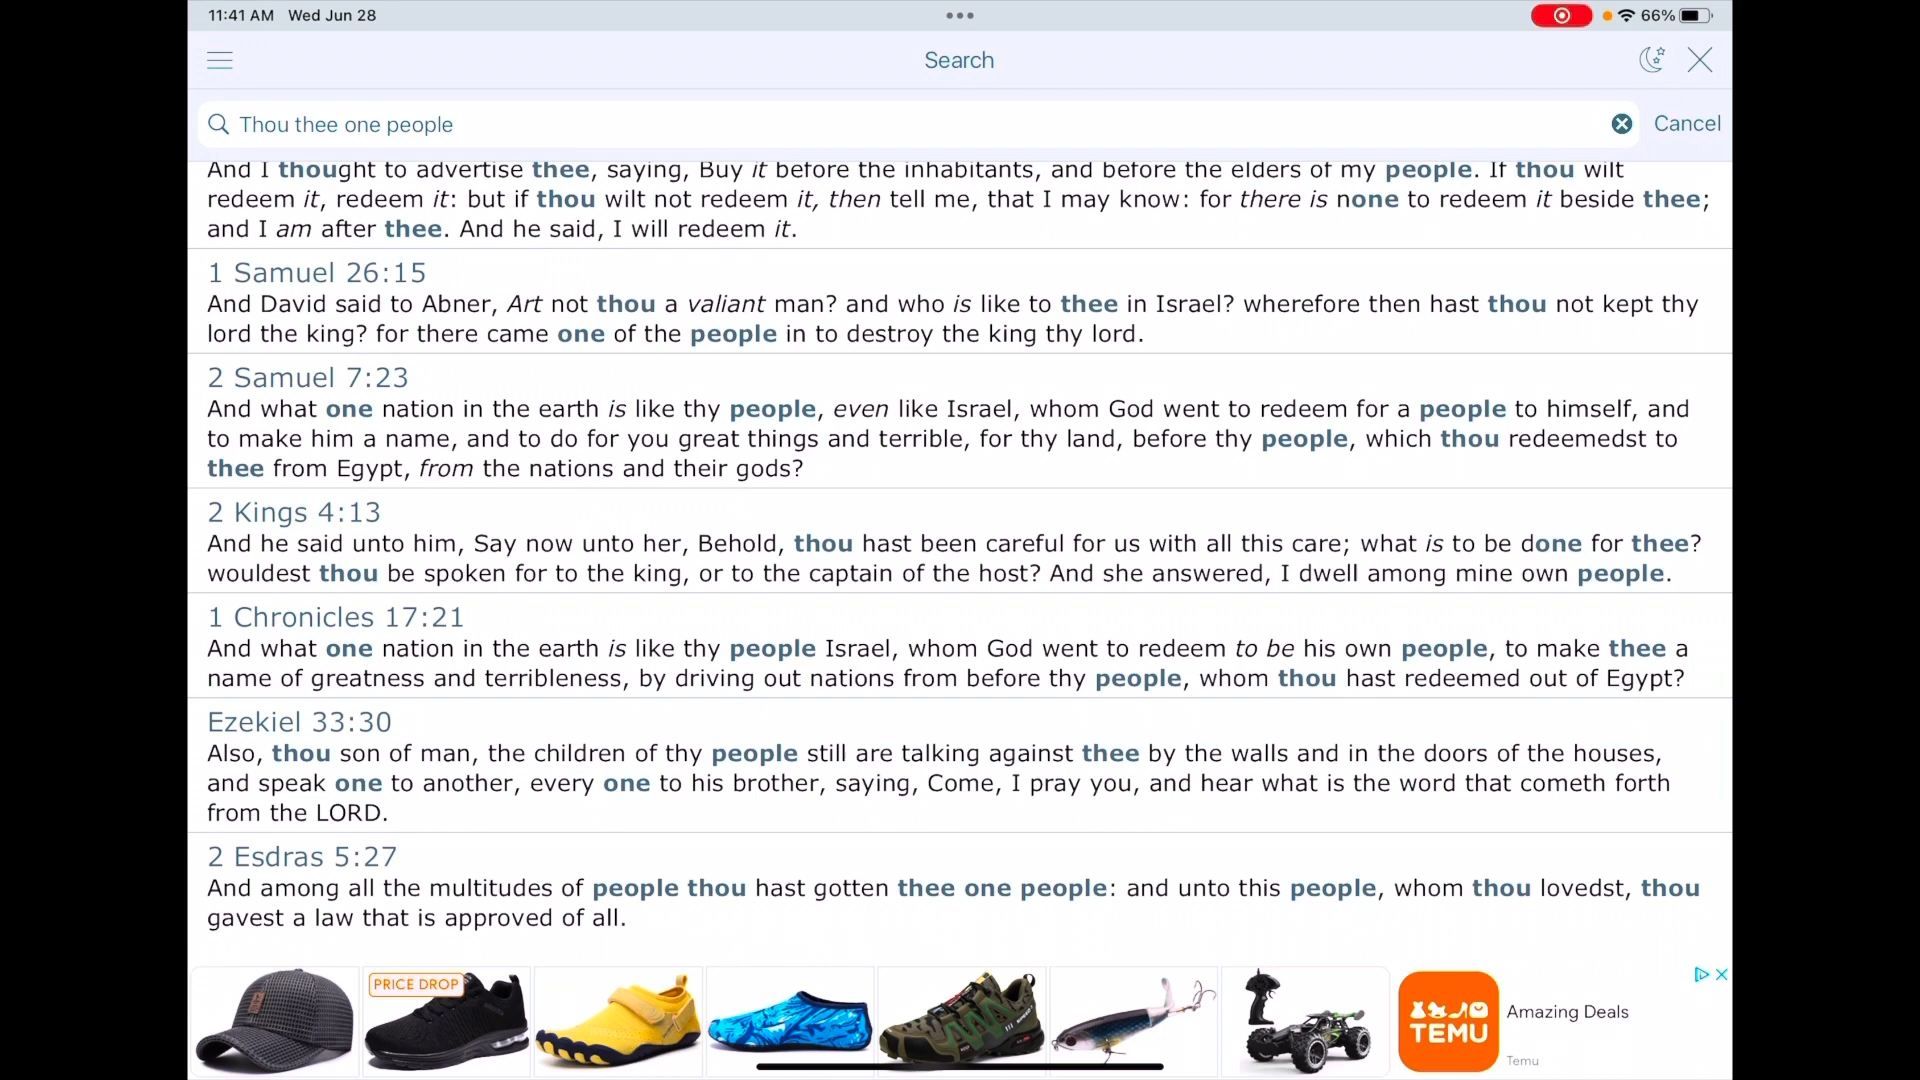 11:41 AM Wed Jun 28
66%
Search
Thou thee one people
Cancel
And I thought to advertise thee, saying, Buy it before the inhabitants, and before the elders of my people. If thou wilt
redeem it, redeem it: but if thou wilt not redeem it, then tell me, that I may know: for there is none to redeem it beside thee;
and I am after thee. And he said, I will redeem it.
1 Samuel 26:15
And David said to Abner, Art not thou a valiant man? and who is like to thee in Israel? wherefore then hast thou not kept thy
lord the king? for there came one of the people in to destroy the king thy lord.
2 Samuel 7:23
And what one nation in the earth is like thy people, even like Israel, whom God went to redeem for a people to himself, and
to make him a name, and to do for you great things and terrible, for thy land, before thy people, which thou redeemedst to
thee from Egypt, from the nations and their gods?
2 Kings 4:13
And he said unto him, Say now unto her, Behold, thou hast been careful for us with all this care; what is to be done for thee?
wouldest thou be spoken for to the king, or to the captain of the host? And she answered, I dwell among mine own people.
1 Chronicles 17:21
And what one nation in the earth is like thy people Israel, whom God went to redeem to be his own people, to make thee a
name of greatness and terribleness, by driving out nations from before thy people, whom thou hast redeemed out of Egypt?
Ezekiel 33:30
Also, thou son of man, the children of thy people still are talking against thee by the walls and in the doors of the houses,
and speak one to another, every one to his brother, saying, Come, I pray you, and hear what is the word that cometh forth
from the LORD.
2 Esdras 5:27
And among all the multitudes of people thou hast gotten thee one people: and unto this people, whom thou lovedst, thou
gavest a law that is approved of all.
PRICE DROP
TEMU
Amazing Deals
Temu